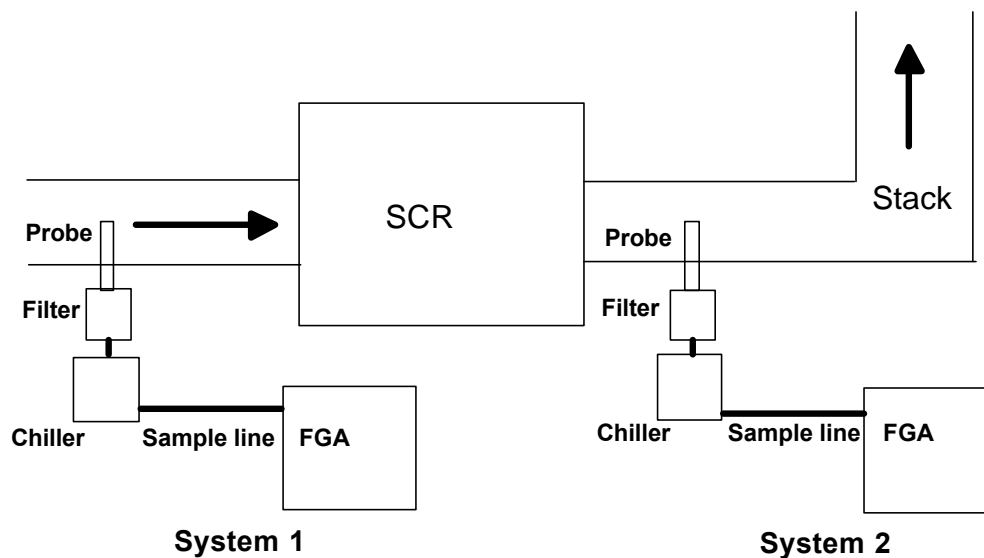 SCR
Stack
Probe
Filter
Chiller
Sample line
FGA
System 1
Probe
Filter
Chiller
Sample line
FGA
System 2